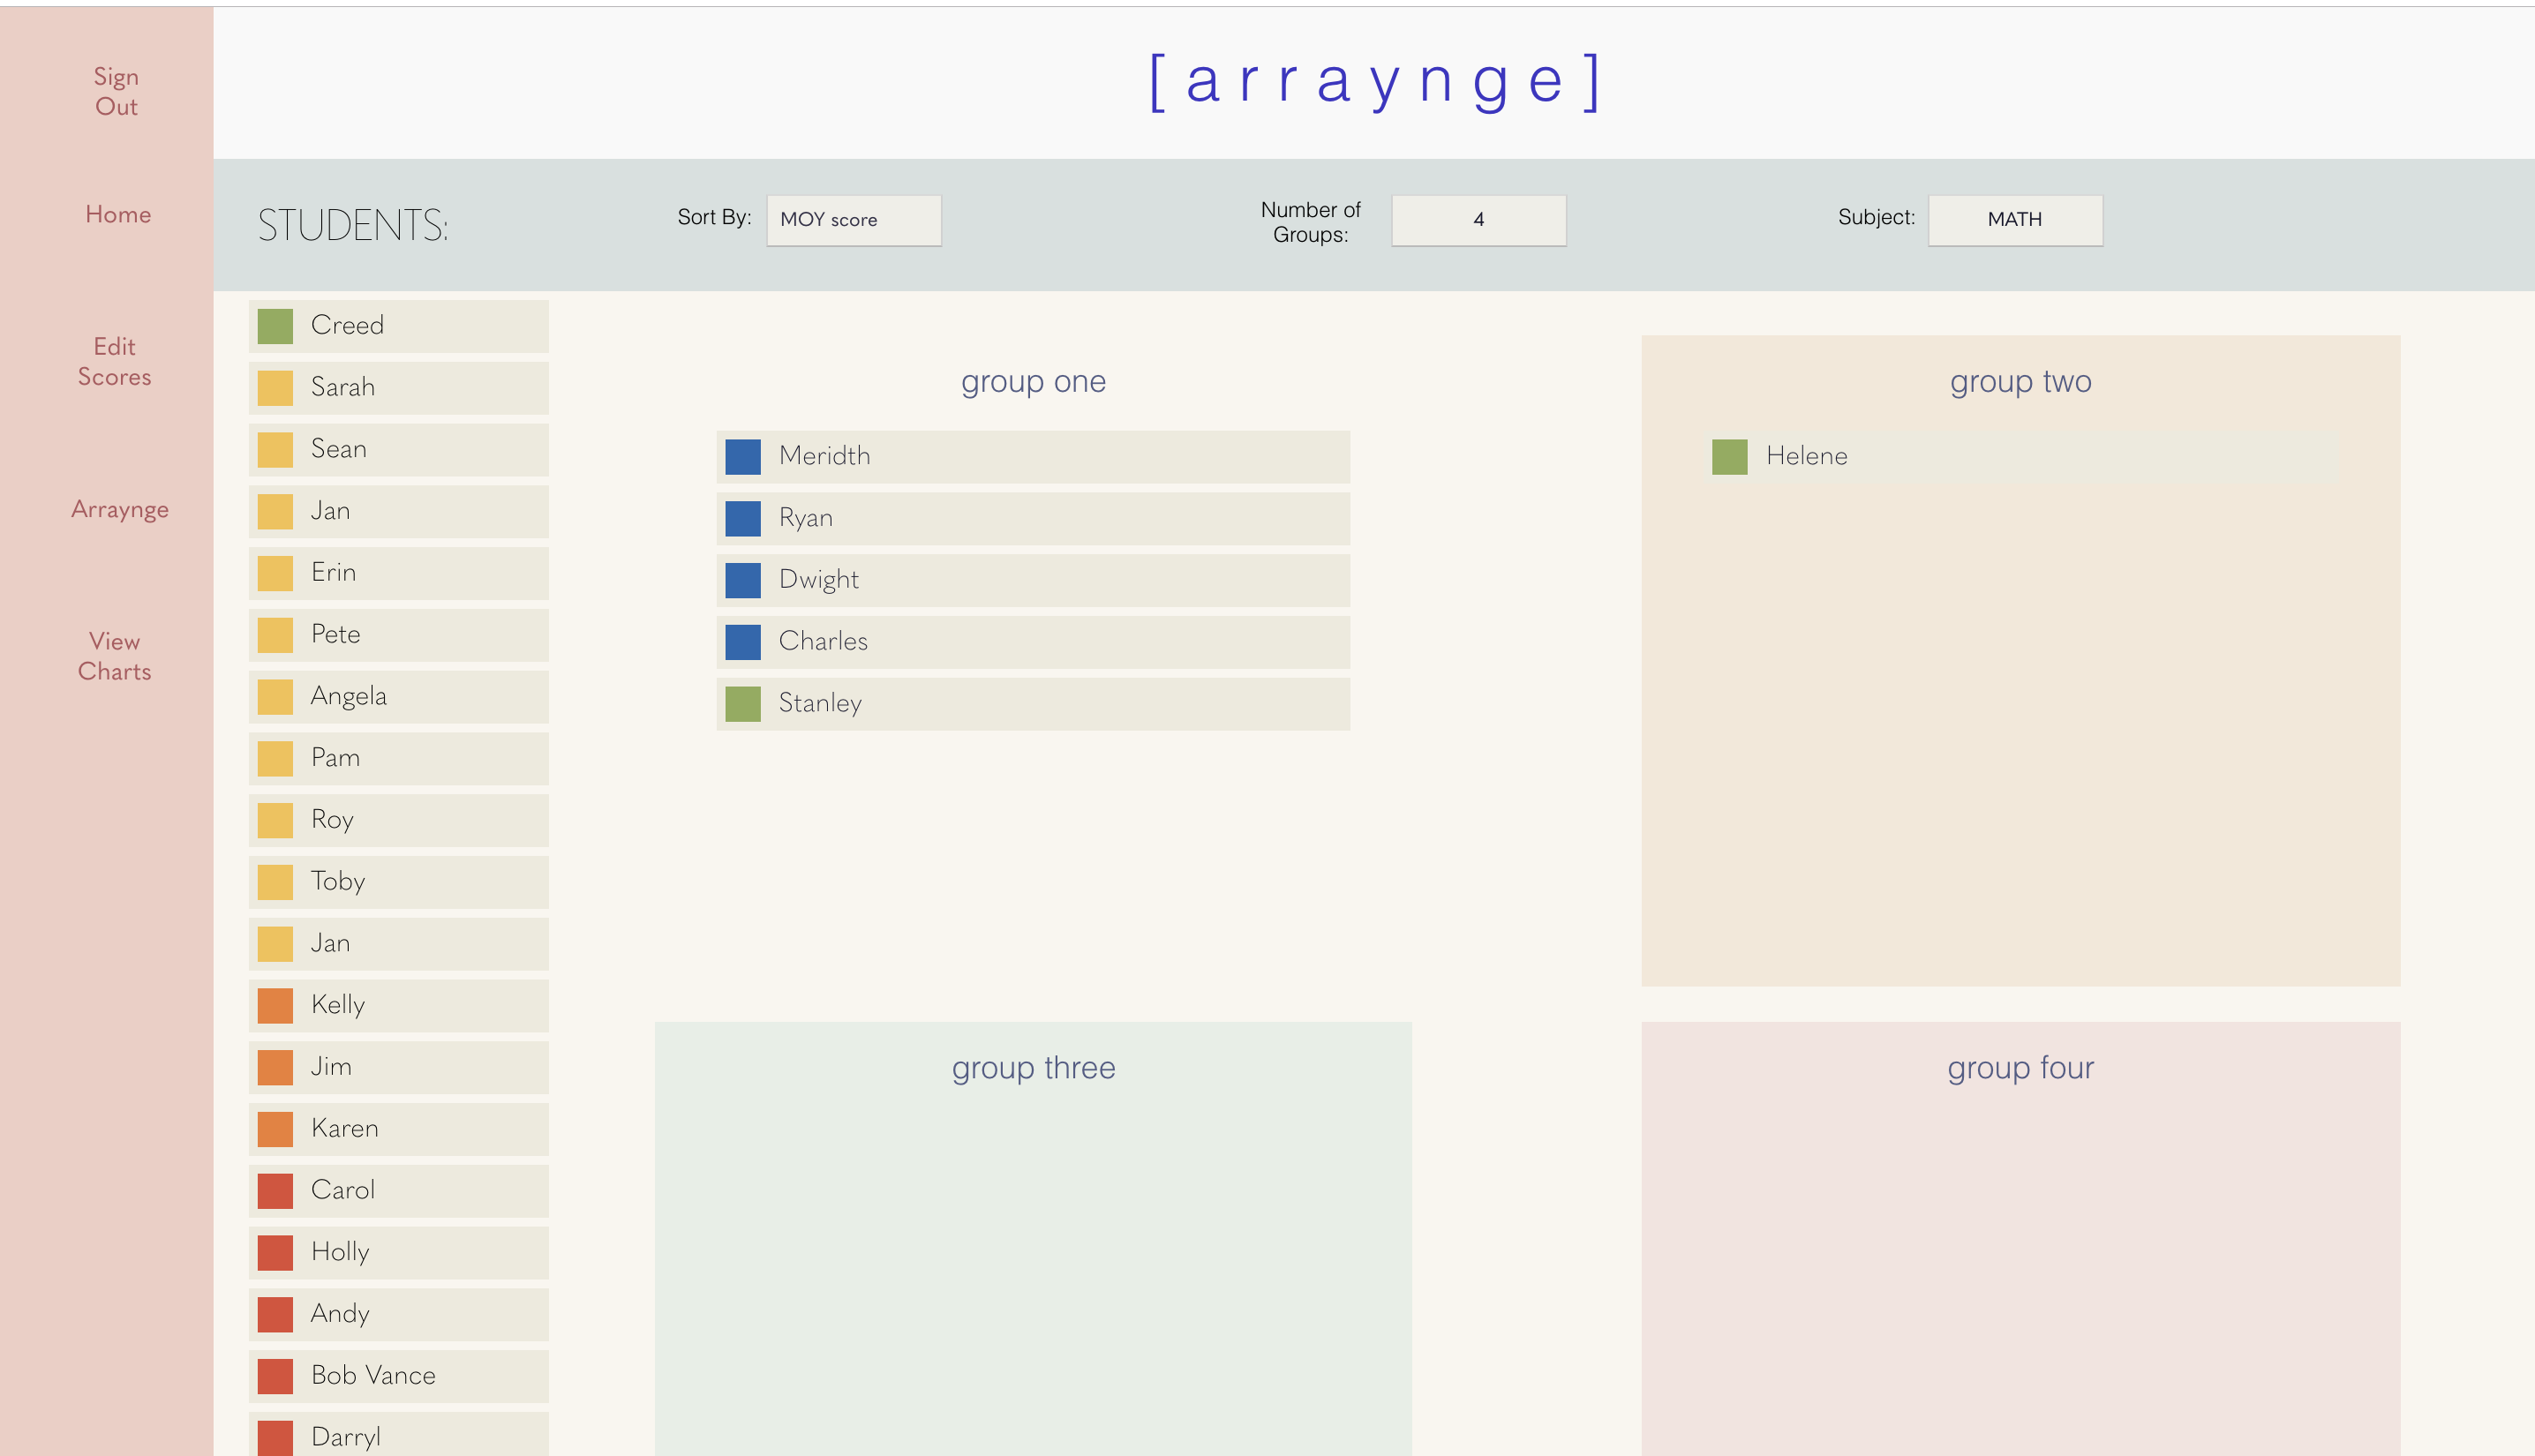 [ a r r a y n g e ]
Sign
Out
Home
Edit
Scores
Arraynge
View
Charts
STUDENTS:
Sort By:
MOY score
Number of
Groups:
4
Subject:
MATH
Creed
Sarah
Sean
Jan
Erin
Pete
Angela
Pam
Roy
Toby
Jan
Kelly
Jim
Karen
Carol
Holly
Andy
Bob Vance
Darryl
group one
Meridth
Ryan
Dwight
Charles
Stanley
group two
Helene
group three
group four